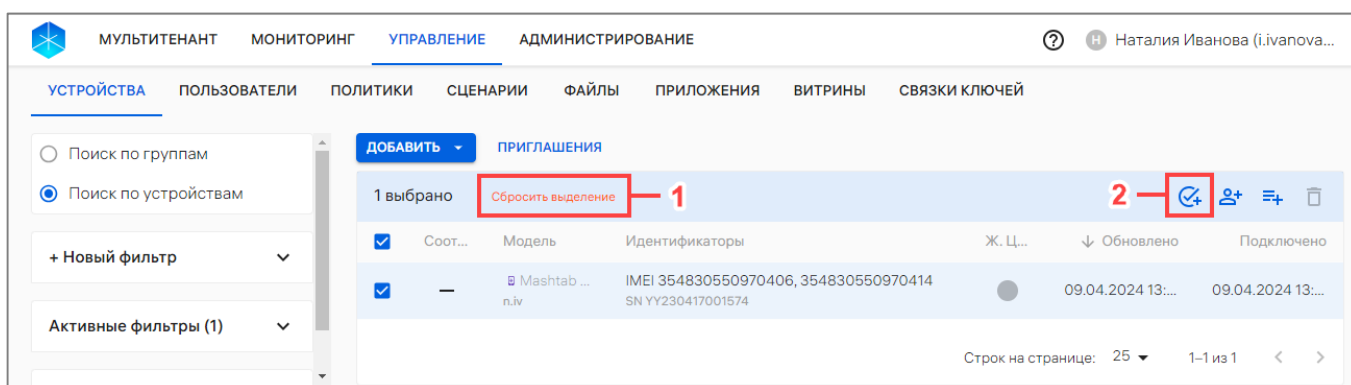 МУЛЬТИТЕНАНТ МОНИТОРИНГ УПРАВЛЕНИЕ АДМИНИСТРИРОВАНИЕ ? Н Наталия Иванова (i.ivanova...
УСТРОЙСТВА ПОЛЬЗОВАТЕЛИ ПОЛИТИКИ СЦЕНАРИИ ФАЙЛЫ ПРИЛОЖЕНИЯ ВИТРИНЫ СВЯЗКИ КЛЮЧЕЙ
Поиск по группам
Поиск по устройствам
+ Новый фильтр
Активные фильтры (1)
ДОБАВИТЬ ПРИГЛАШЕНИЯ
1 выбрано Сбросить выделение 1 2
Соот... Модель Идентификаторы Ж. Ц... Обновлено Подключено
— Mashtab ... IMEI 354830550970406, 354830550970414 09.04.2024 13:... 09.04.2024 13:...
n.iv SN YY230417001574
Строк на странице: 25 1–1 из 1